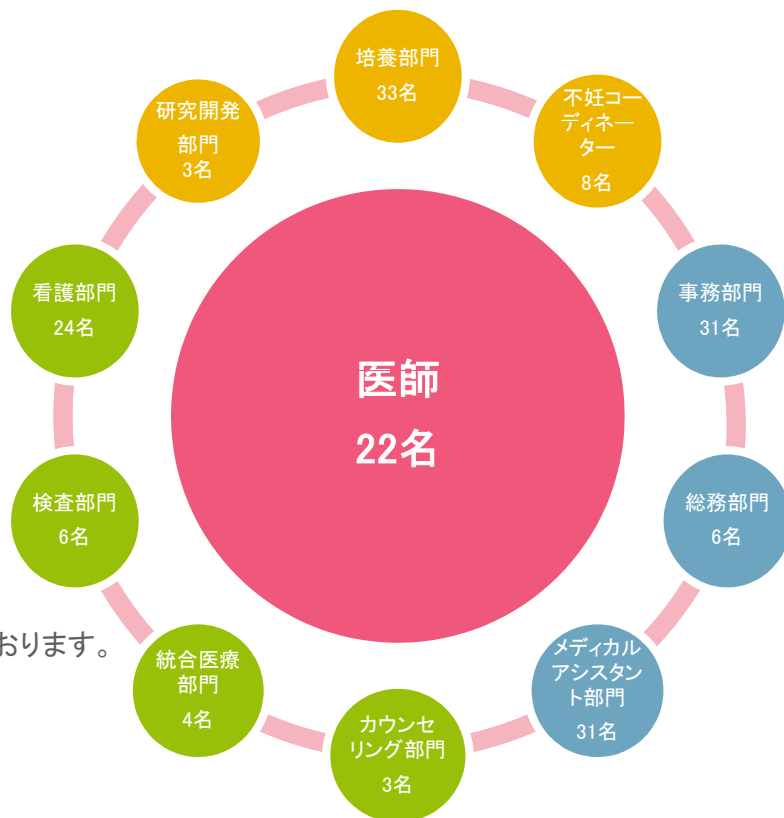 培養部門
33名
不妊コー
ディネー
ター
8名
事務部門
31名
総務部門
6名
メディカル
アシスタン
ト部門
31名
カウンセ
リング部門
3名
統合医療
部門
4名
検査部門
6名
看護部門
24名
研究開発
部門
3名
医師
22名
おります。